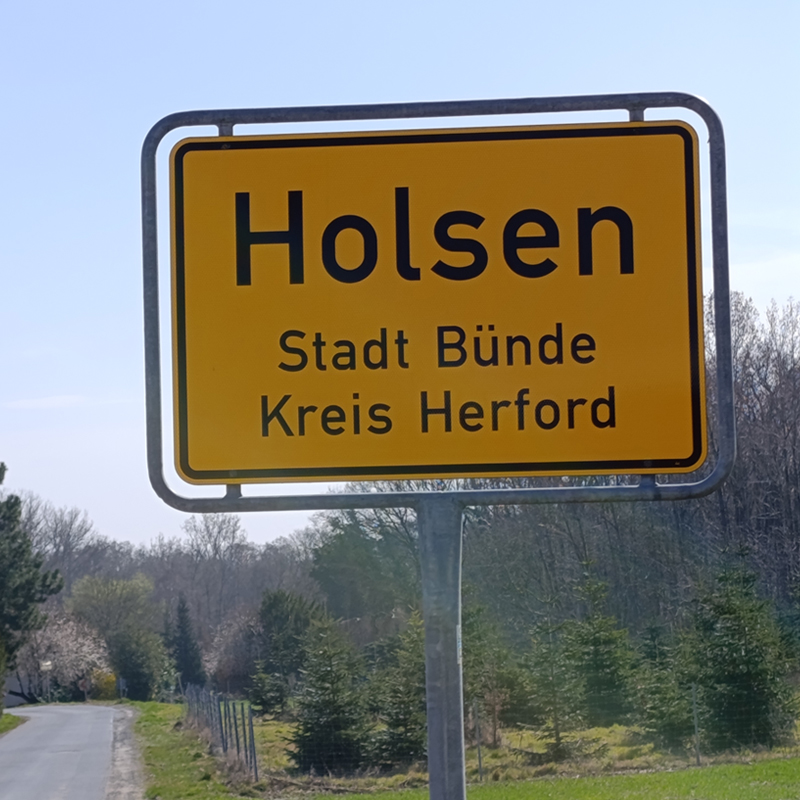 Holsen
Stadt Bünde
Kreis Herford